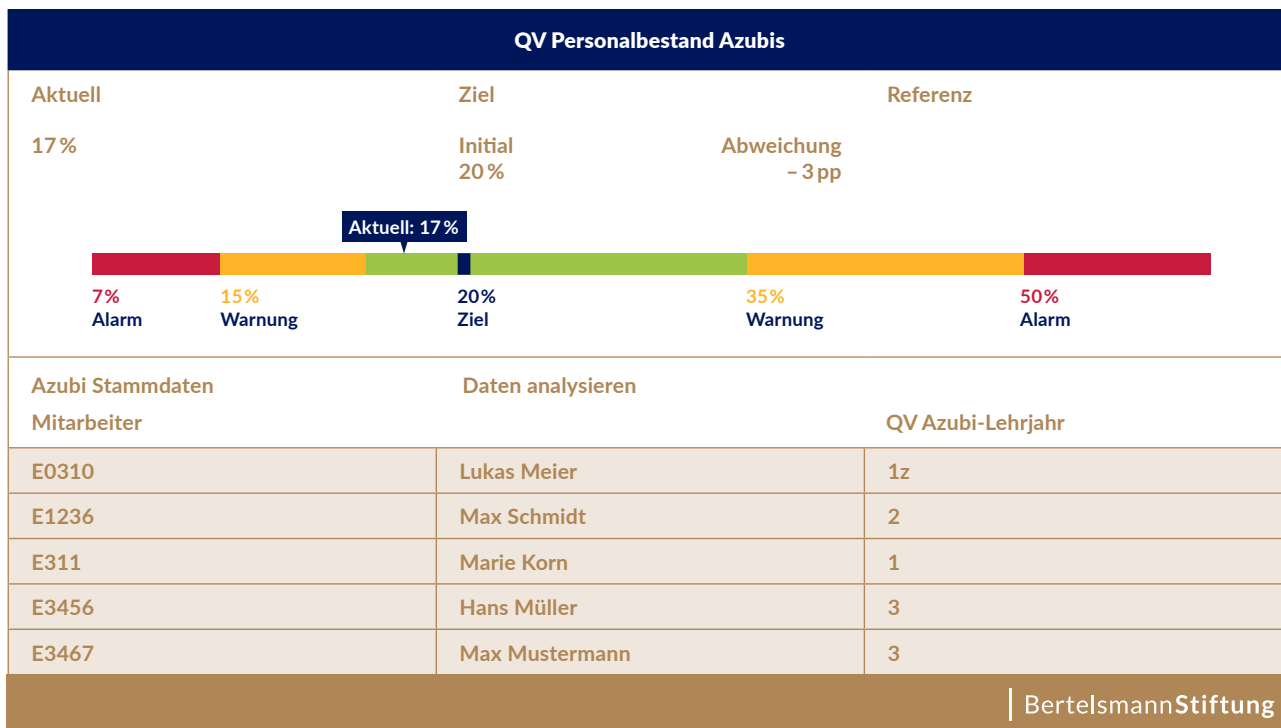 QV Personalbestand Azubis
Aktuell Ziel Referenz
17 % Initial Abweichung
20 % – 3 pp
Aktuell: 17 %
7 % 15 % 20 % 35 % 50 %
Alarm Warnung Ziel Warnung Alarm
Azubi Stammdaten Daten analysieren
Mitarbeiter QV Azubi-Lehrjahr
E0310 Lukas Meier 1z
E1236 Max Schmidt 2
E311 Marie Korn 1
E3456 Hans Müller 3
E3467 Max Mustermann 3
BertelsmannStiftung